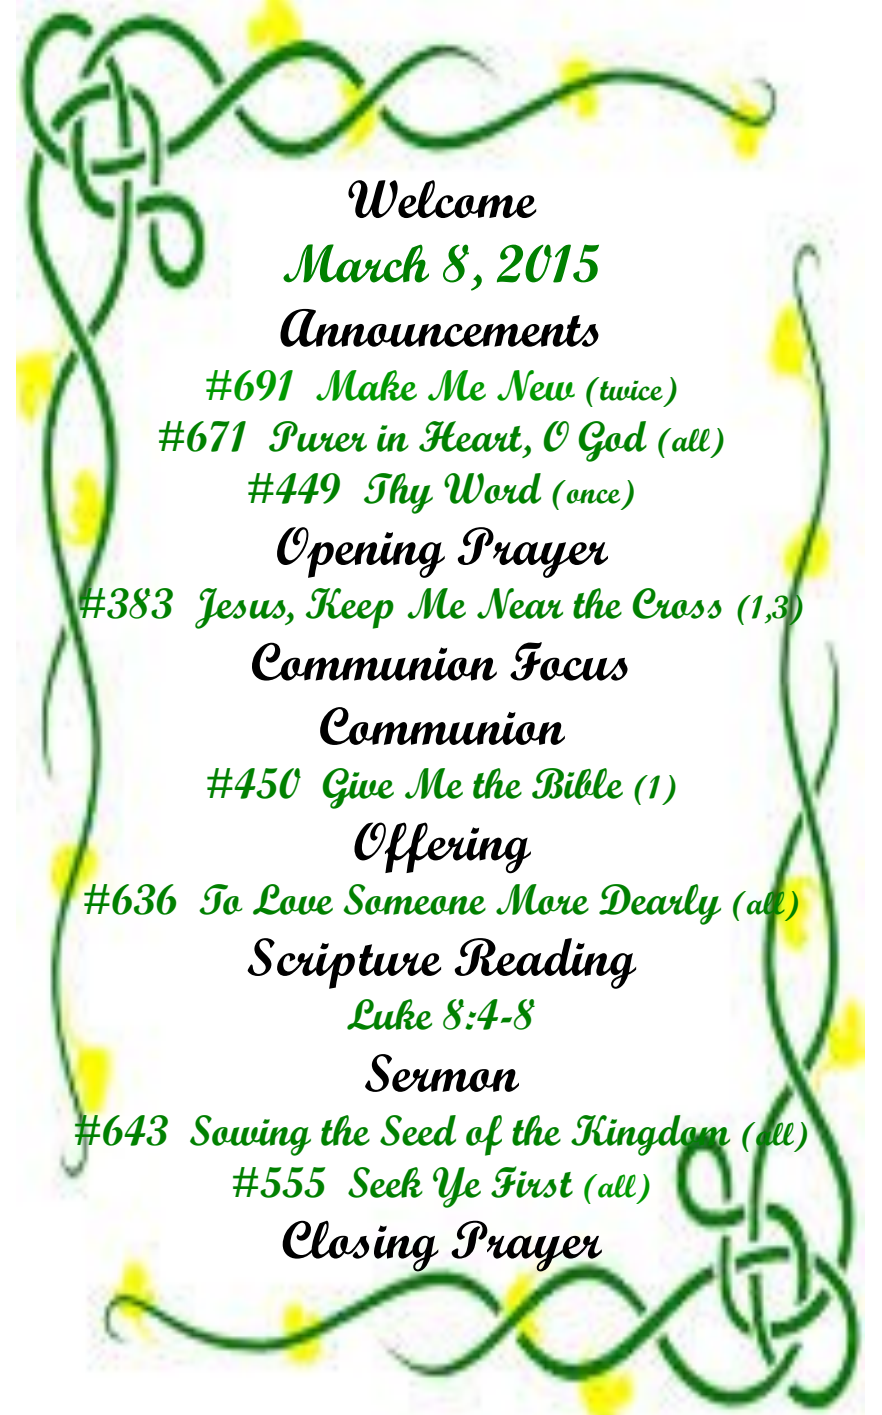 Welcome
March 8, 2015
Announcements
#691 Make Me New (twice)
#671 Purer in Heart, O God (all)
#449 Thy Word (once)
Opening Prayer
#383 Jesus, Keep Me Near the Cross (1,3)
Communion Focus
Communion
#450 Give Me the Bible (1)
Offering
#636 To Love Someone More Dearly (all)
Scripture Reading
Luke 8:4-8
Sermon
#643 Sowing the Seed of the Kingdom (all)
#555 Seek Ye First (all)
Closing Prayer